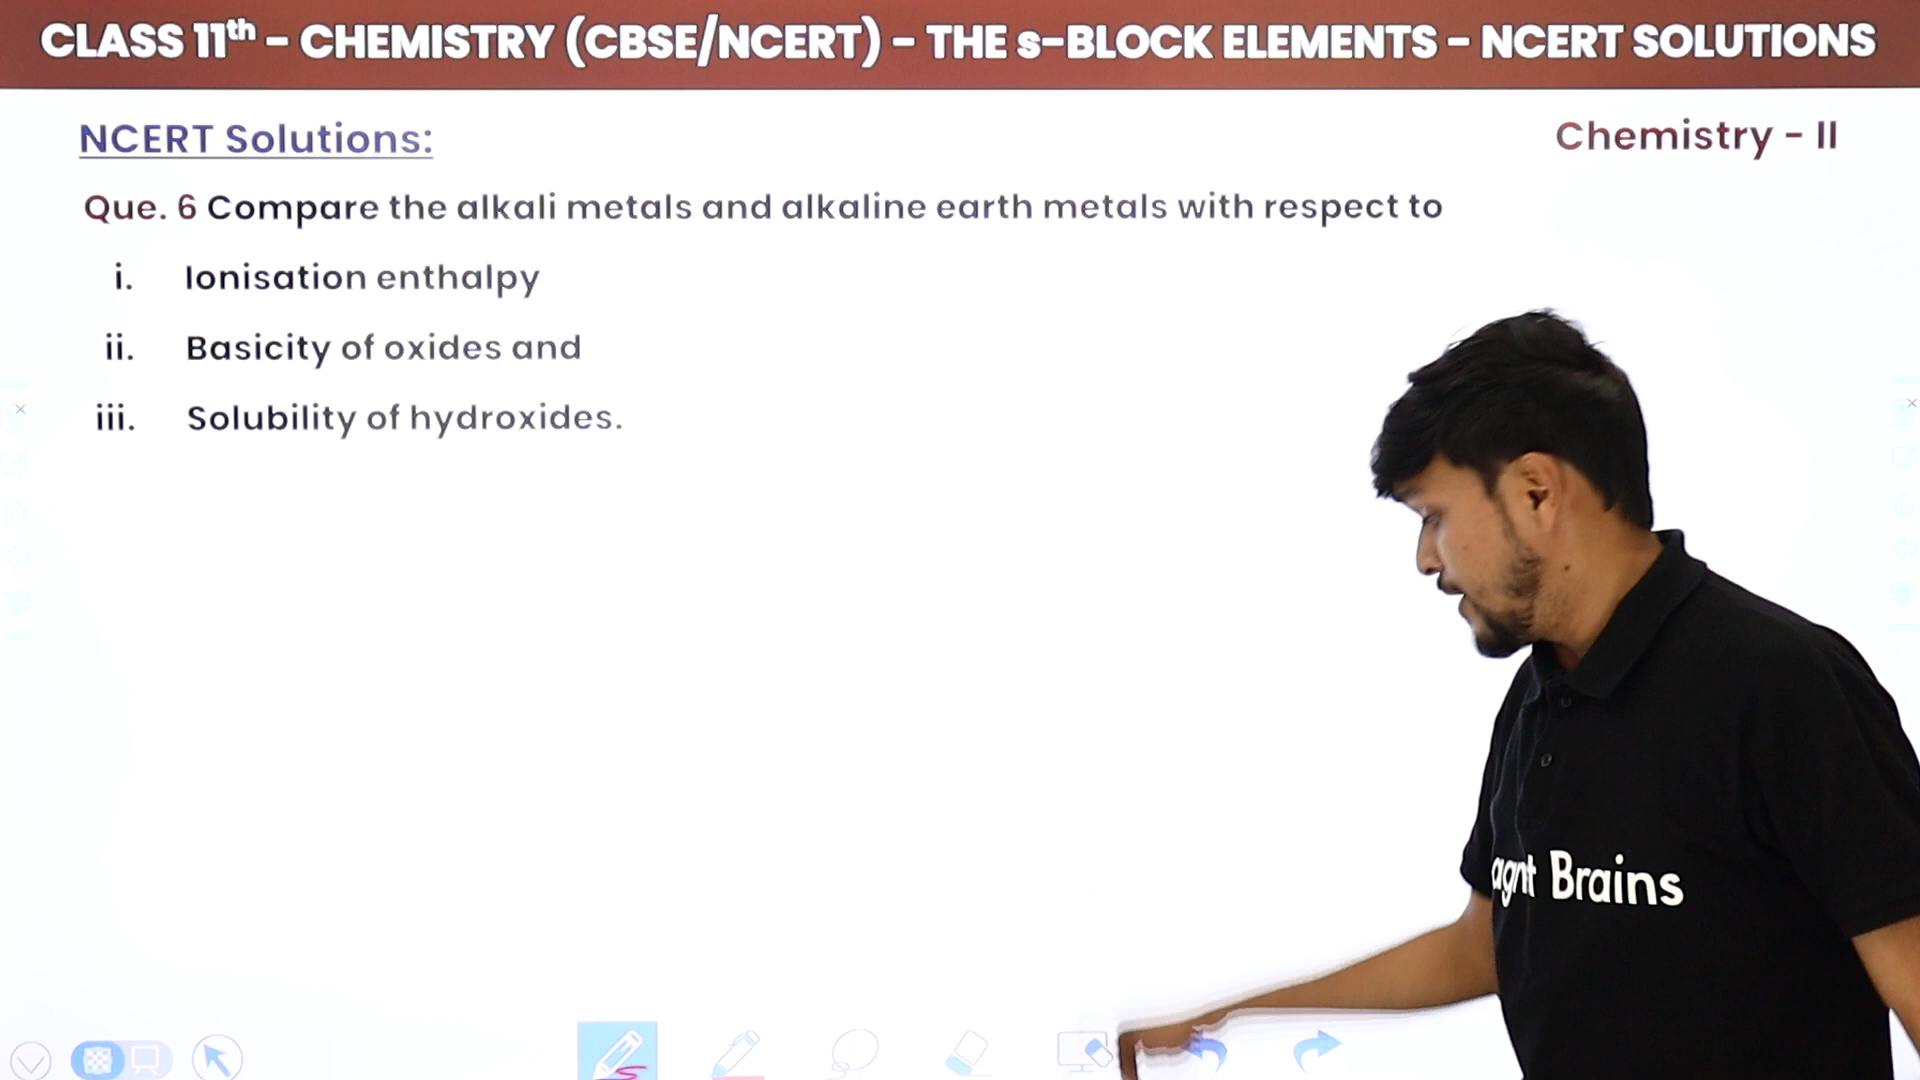 CLASS 11th - CHEMISTRY (CBSE/NCERT) - THE s-BLOCK ELEMENTS - NCERT SOLUTIONS
NCERT Solutions:
Chemistry - II
Que. 6 Compare the alkali metals and alkaline earth metals with respect to
i. Ionisation enthalpy
ii. Basicity of oxides and
iii. Solubility of hydroxides.
agnt Brains